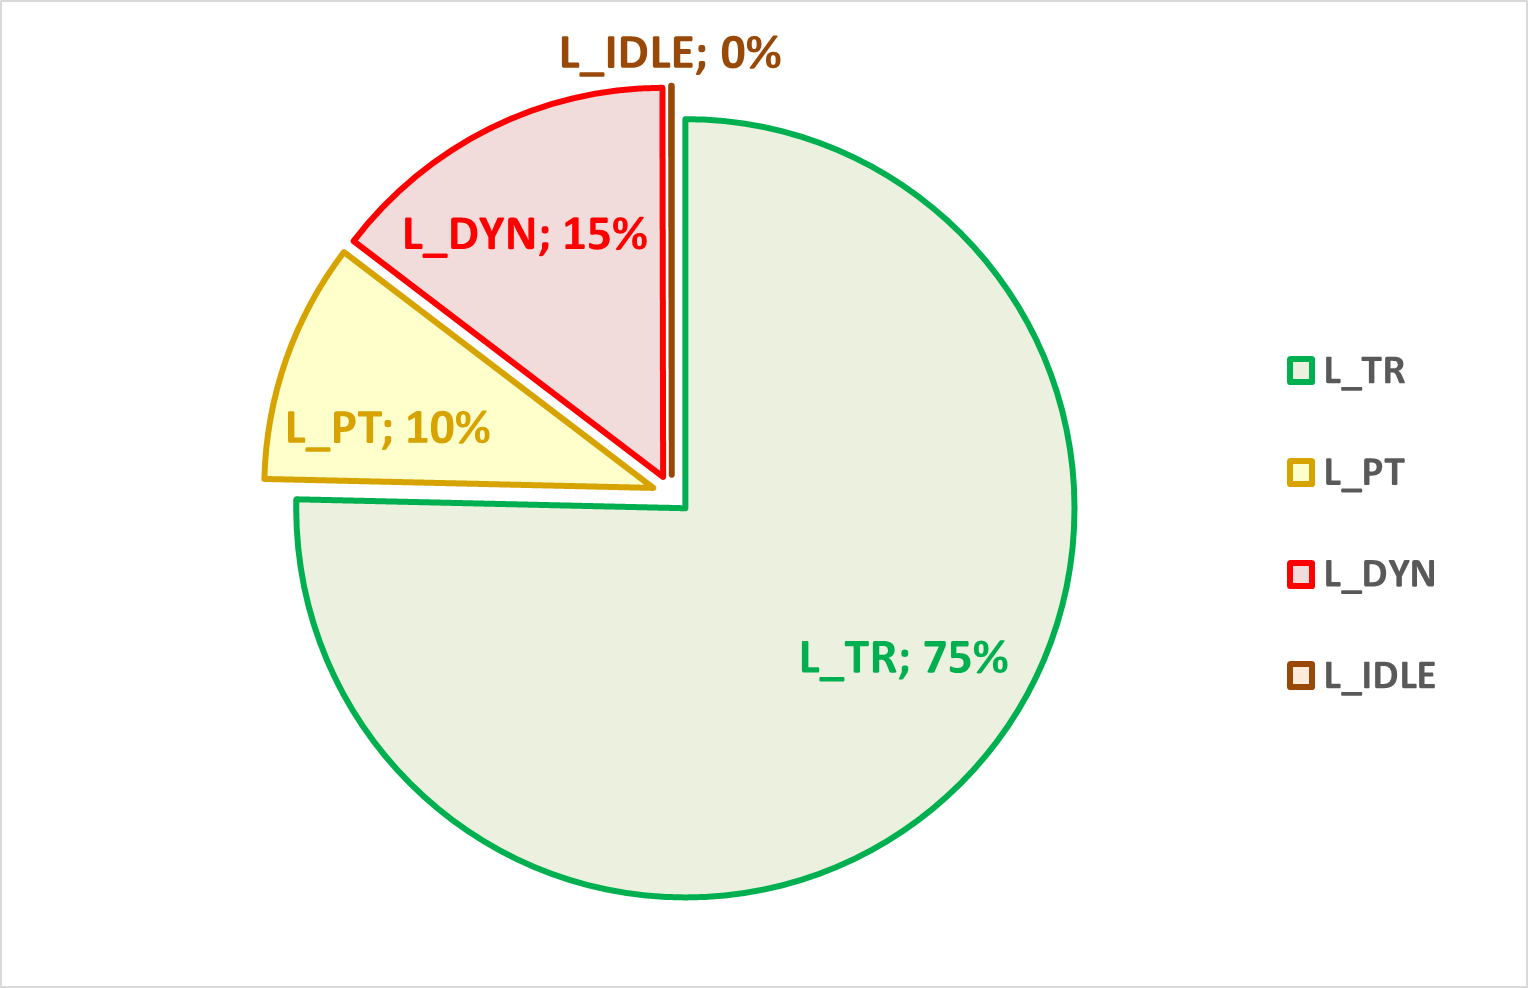 L_IDLE; 0%
L_DYN; 15%
L_PT; 10%
L_TR; 75%
L_TR
L_PT
L_DYN
L_IDLE